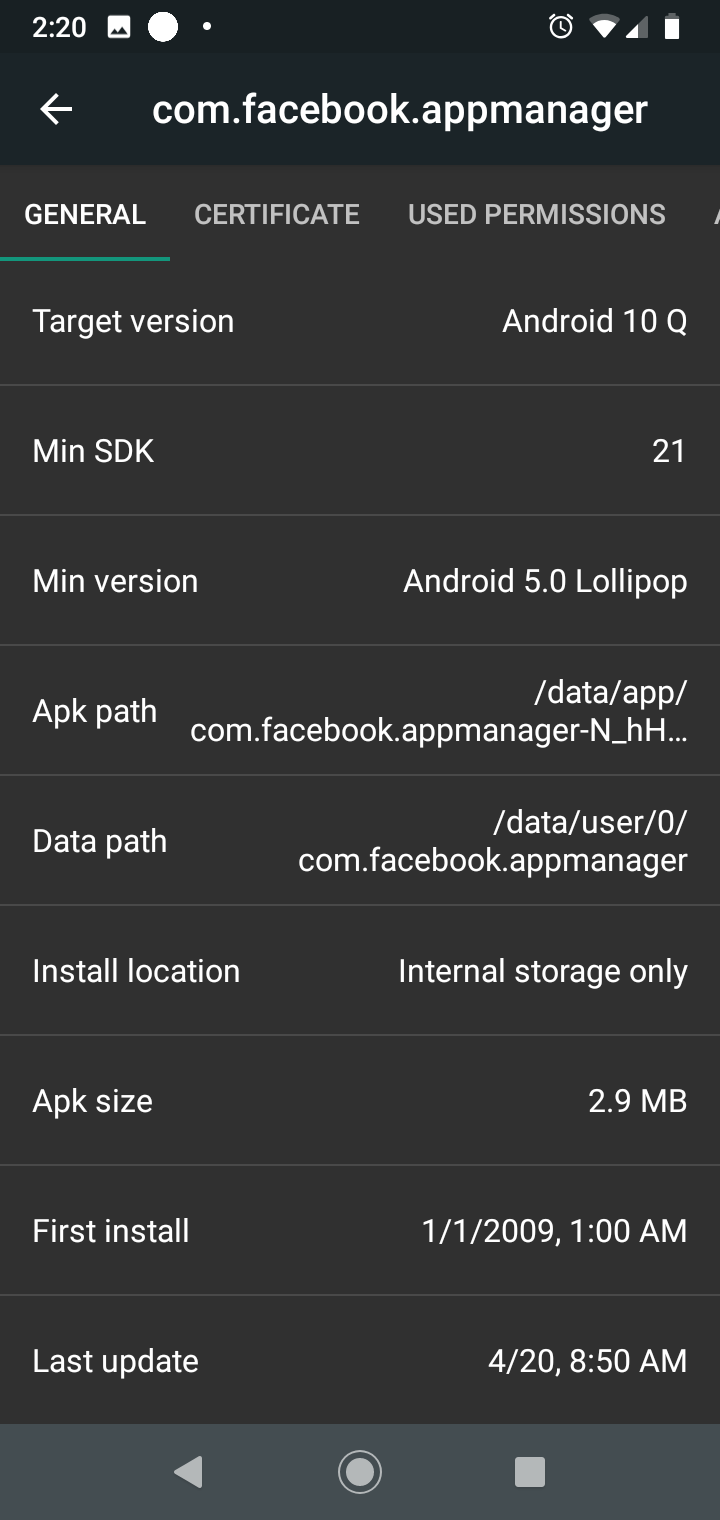 2:20
com.facebook.appmanager
GENERAL CERTIFICATE USED PERMISSIONS
Target version Android 10 Q
Min SDK 21
Min version Android 5.0 Lollipop
Apk path /data/app/
com.facebook.appmanager-N_hH...
Data path /data/user/0/
com.facebook.appmanager
Install location Internal storage only
Apk size 2.9 MB
First install 1/1/2009, 1:00 AM
Last update 4/20, 8:50 AM